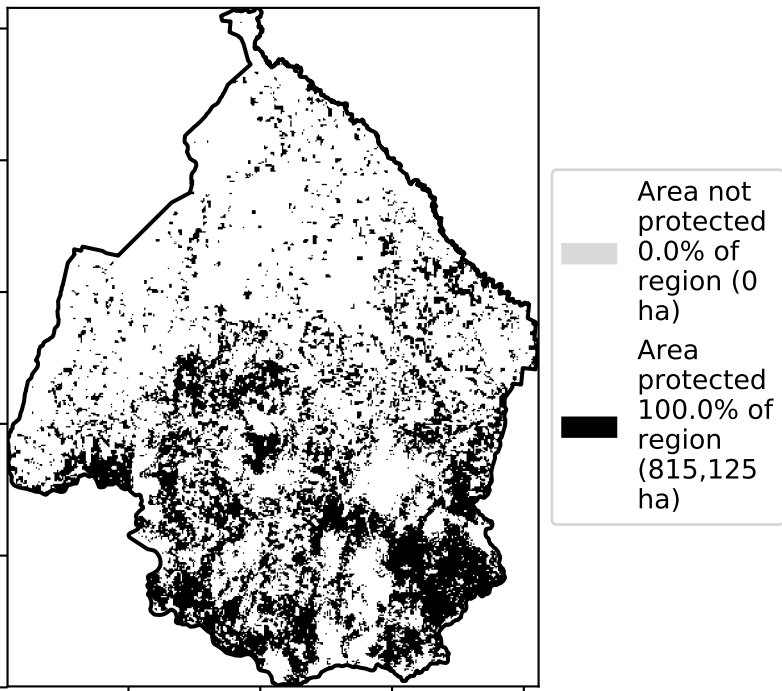 Area not
protected
0.0% of
region (0
ha)
Area
protected
100.0% of
region
(815,125
ha)